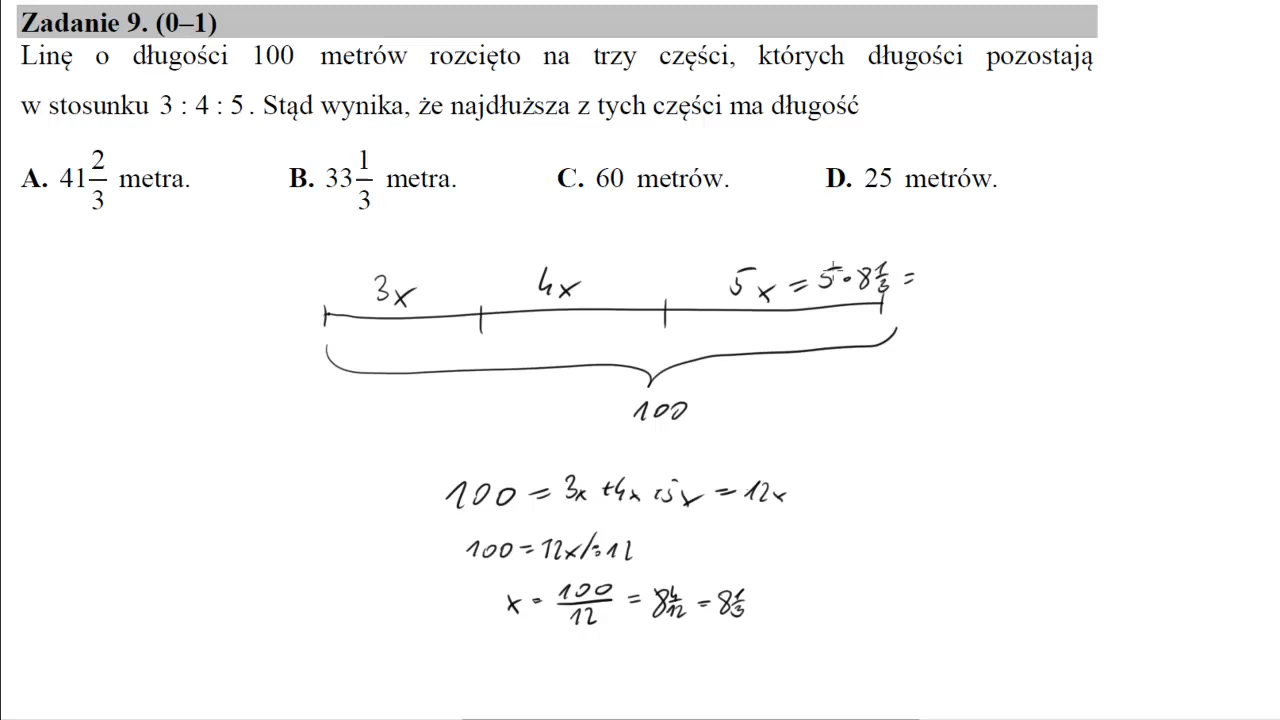 Zadanie 9. (0–1)
Linę o długości 100 metrów rozcięto na trzy części, których długości pozostają
w stosunku 3 : 4 : 5 . Stąd wynika, że najdłuższa z tych części ma długość
A. 41 2/3 metra. B. 33 1/3 metra. C. 60 metrów. D. 25 metrów.
3x 4x 5x = 5 · 8 1/3 =
100
100 = 3x + 4x + 5x = 12x
100 = 12x /:12
x = 100/12 = 8 4/12 = 8 1/3